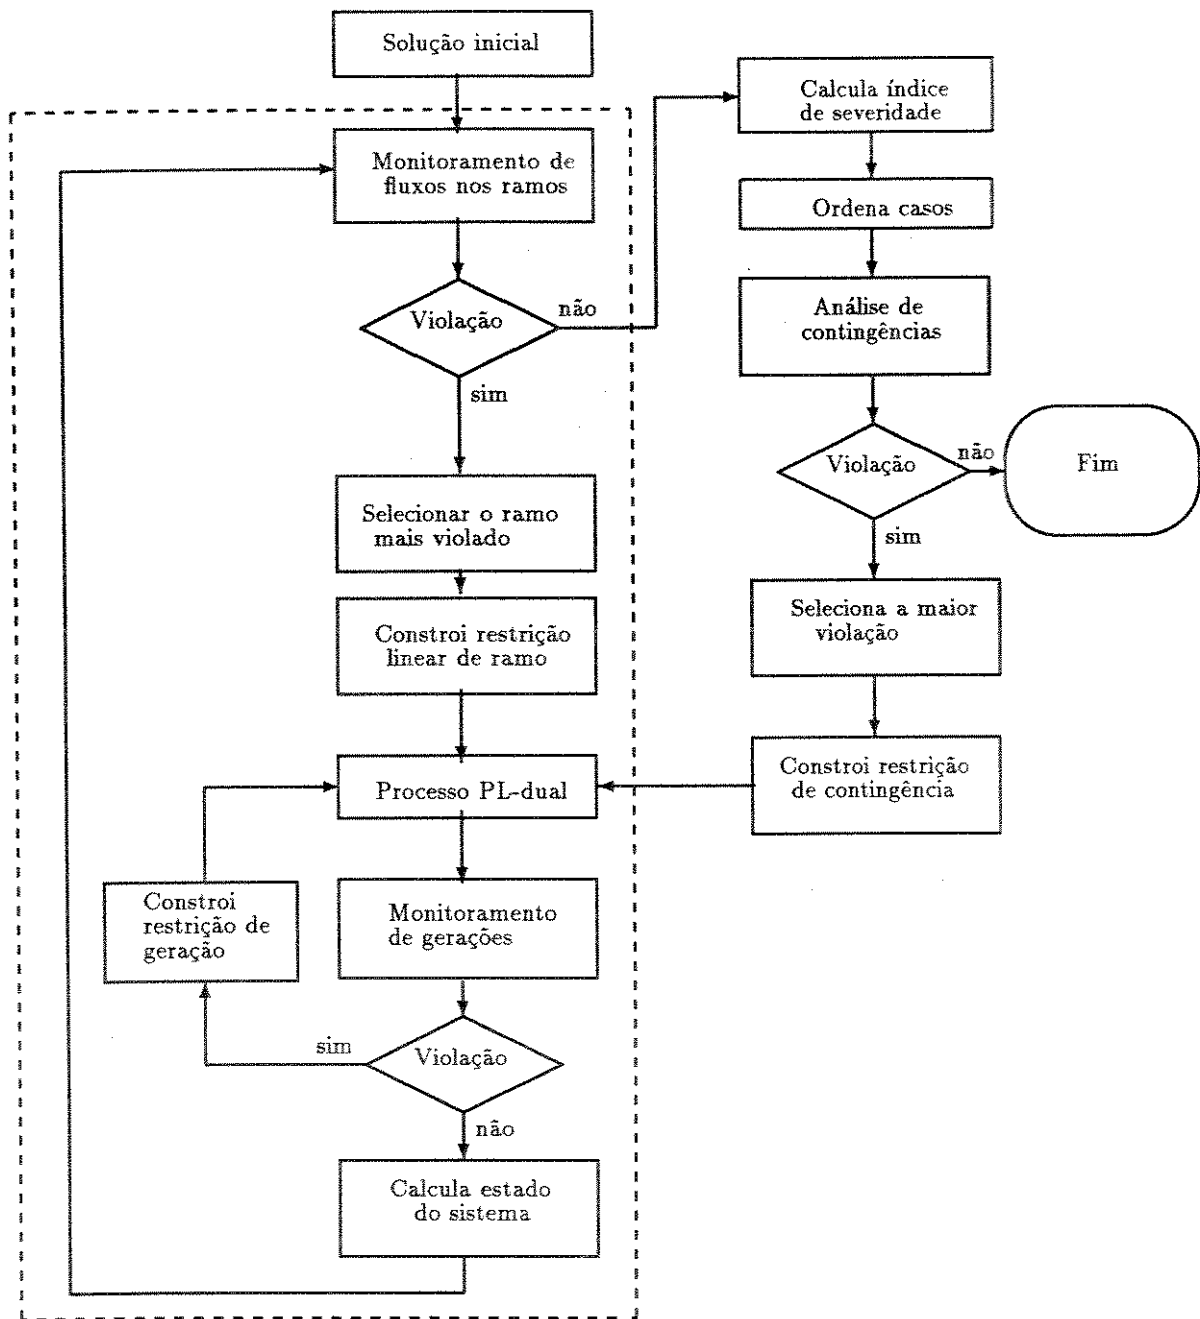 Solução inicial
Monitoramento de
fluxos nos ramos
Violação
não
sim
Selecionar o ramo
mais violado
Constroi restrição
linear de ramo
Processo PL-dual
Constroi
restrição de
geração
Monitoramento
de gerações
sim
Violação
não
Calcula estado
do sistema
Calcula índice
de severidade
Ordena casos
Análise de
contingências
Violação
não
Fim
sim
Seleciona a maior
violação
Constroi restrição
de contingência